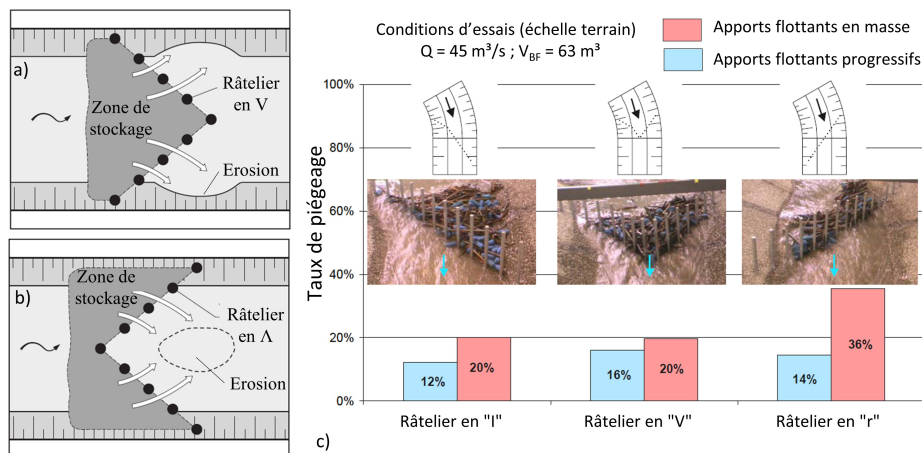 a)
Râtelier
en V
Zone de
stockage
Erosion
b)
Zone de
stockage
Râtelier
en Λ
Erosion
c)
Conditions d'essais (échelle terrain)
Q = 45 m³/s ; V_BF = 63 m³
Apports flottants en masse
Apports flottants progressifs
Taux de piégeage
100%
80%
60%
40%
20%
0%
12%
20%
16%
20%
14%
36%
Râtelier en "I"
Râtelier en "V"
Râtelier en "r"